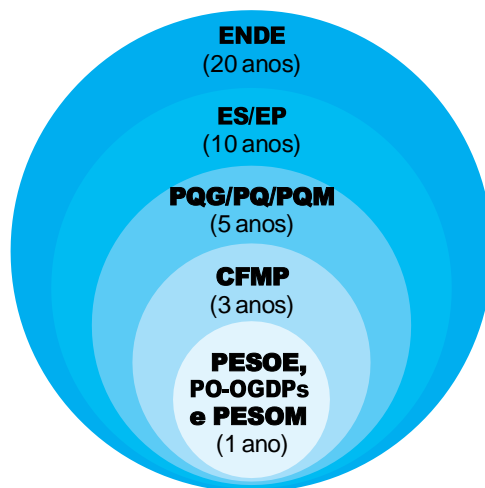 ENDE
(20 anos)
ES/EP
(10 anos)
PQG/PQ/PQM
(5 anos)
CFMP
(3 anos)
PESOE,
PO-OGDPs
e PESOM
(1 ano)